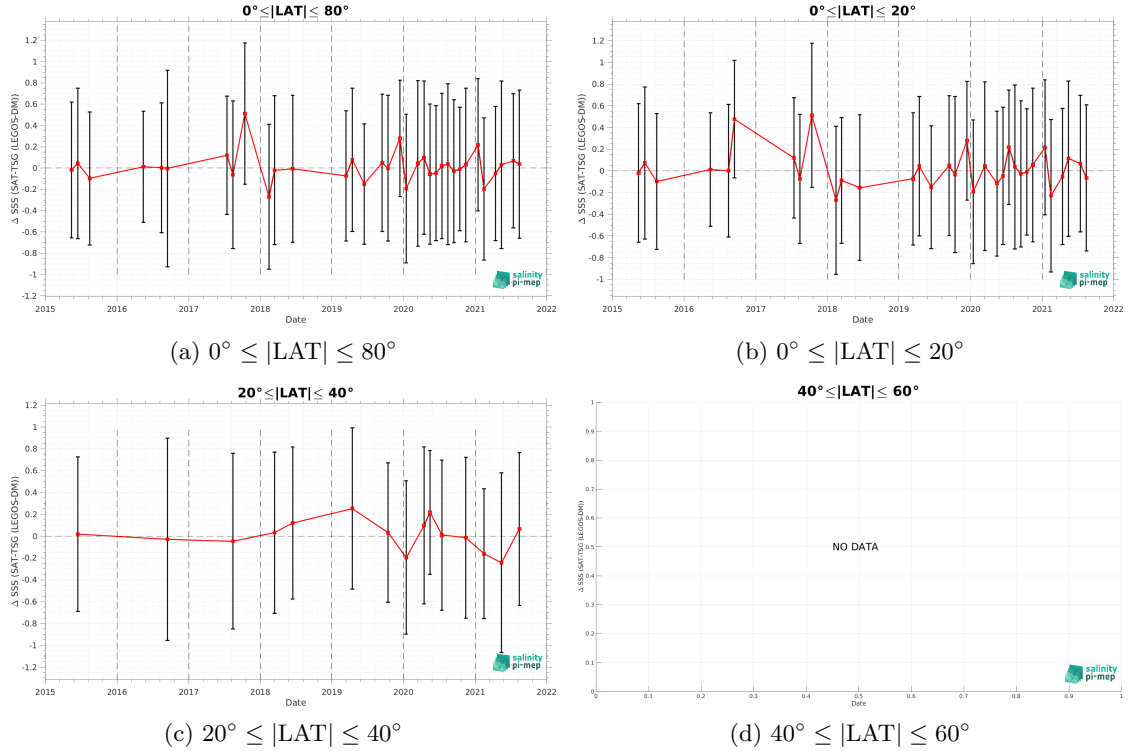 0°≤|LAT|≤ 80°
Δ SSS (SAT-TSG (LEGOS-DM))
1.2
1
0.8
0.6
0.4
0.2
0
-0.2
-0.4
-0.6
-0.8
-1
-1.2
2015 2016 2017 2018 2019 2020 2021 2022
Date
salinity
pi-mep
(a) 0° ≤ |LAT| ≤ 80°
0°≤|LAT|≤ 20°
Δ SSS (SAT-TSG (LEGOS-DM))
1.2
1
0.8
0.6
0.4
0.2
0
-0.2
-0.4
-0.6
-0.8
-1
2015 2016 2017 2018 2019 2020 2021 2022
Date
salinity
pi-mep
(b) 0° ≤ |LAT| ≤ 20°
20°≤|LAT|≤ 40°
Δ SSS (SAT-TSG (LEGOS-DM))
1.2
1
0.8
0.6
0.4
0.2
0
-0.2
-0.4
-0.6
-0.8
-1
-1.2
2015 2016 2017 2018 2019 2020 2021 2022
Date
salinity
pi-mep
(c) 20° ≤ |LAT| ≤ 40°
40°≤|LAT|≤ 60°
Δ SSS (SAT-TSG (LEGOS-DM))
1
0.9
0.8
0.7
0.6
0.5
0.4
0.3
0.2
0.1
0
NO DATA
0 0.1 0.2 0.3 0.4 0.5 0.6 0.7 0.8 0.9 1
Date
salinity
pi-mep
(d) 40° ≤ |LAT| ≤ 60°